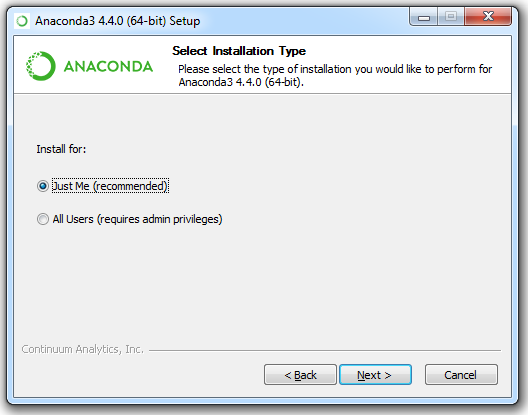 Anaconda3 4.4.0 (64-bit) Setup
ANACONDA
Select Installation Type
Please select the type of installation you would like to perform for
Anaconda3 4.4.0 (64-bit).
Install for:
Just Me (recommended)
All Users (requires admin privileges)
Continuum Analytics, Inc.
< Back
Next >
Cancel